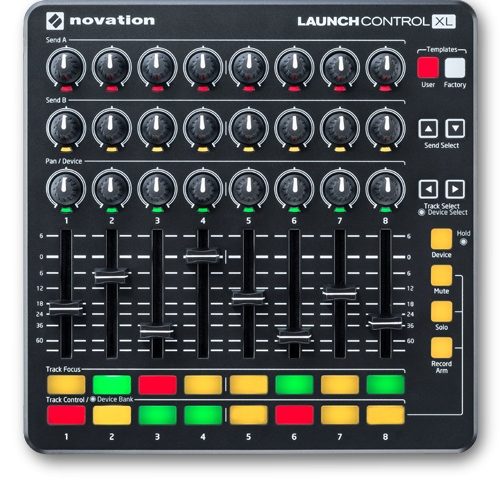 novation LAUNCHCONTROL XL
Send A
Templates
User Factory
Send B
Send Select
Pan / Device
Track Select
Device Select
1 2 3 4 5 6 7 8
6 6
0 0
6 6
12 12
18 18
24 24
36 36
60 60
Hold
Device
Mute
Solo
Record
Arm
Track Focus
Track Control / Device Bank
1 2 3 4 5 6 7 8